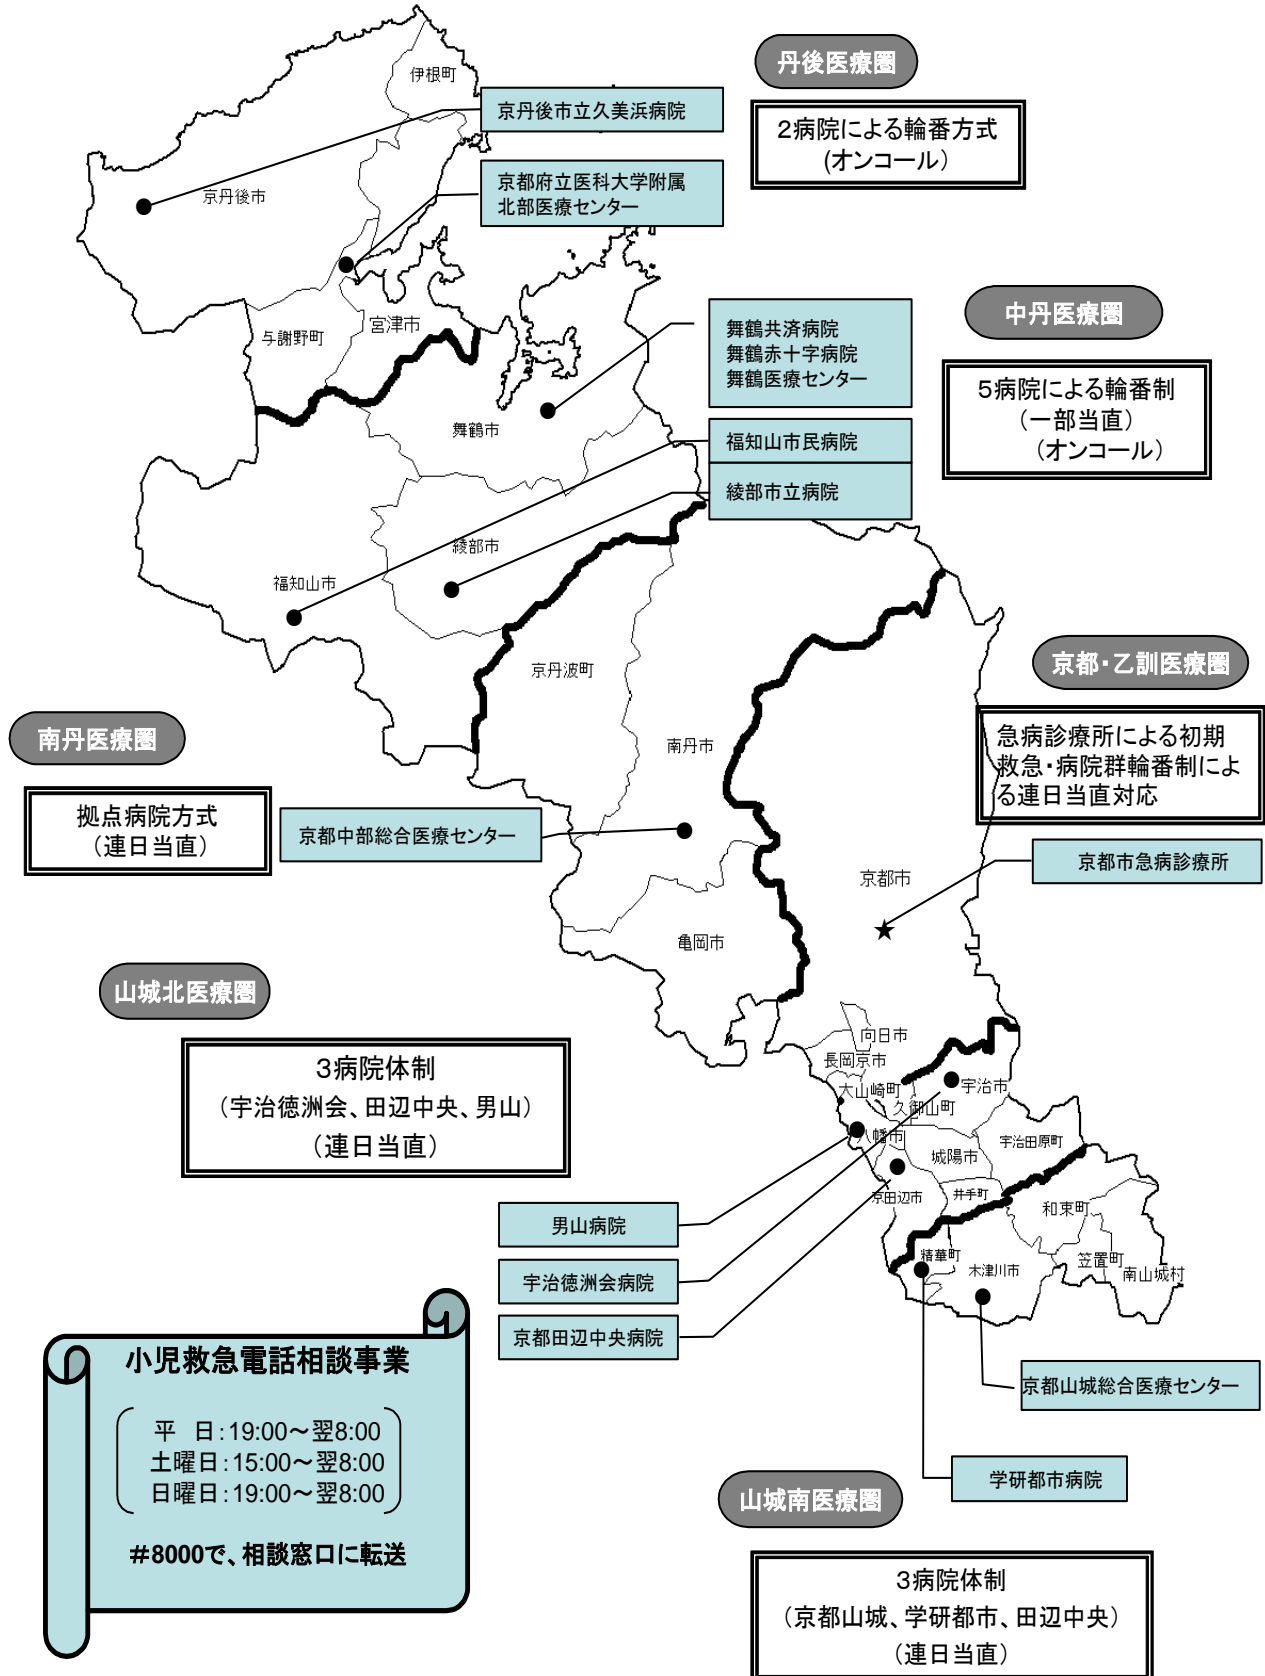 伊根町
丹後医療圏
京丹後市立久美浜病院
2病院による輪番方式
(オンコール)
京都府立医科大学附属
北部医療センター
京丹後市
与謝野町
宮津市
中丹医療圏
舞鶴共済病院
舞鶴赤十字病院
舞鶴医療センター
5病院による輪番制
(一部当直)
(オンコール)
舞鶴市
福知山市民病院
綾部市立病院
綾部市
福知山市
京丹波町
京都・乙訓医療圏
南丹医療圏
南丹市
急病診療所による初期
救急・病院群輪番制によ
る連日当直対応
拠点病院方式
(連日当直)
京都中部総合医療センター
京都市急病診療所
京都市
亀岡市
山城北医療圏
3病院体制
(宇治徳洲会、田辺中央、男山)
(連日当直)
向日市
長岡京市
大山崎町
宇治市
久御山町
八幡市
城陽市
宇治田原町
京田辺市
井手町
和束町
男山病院
精華町
木津川市
笠置町
南山城村
宇治徳洲会病院
京都田辺中央病院
小児救急電話相談事業
平 日:19:00～翌8:00
土曜日:15:00～翌8:00
日曜日:19:00～翌8:00
#8000で、相談窓口に転送
京都山城総合医療センター
学研都市病院
山城南医療圏
3病院体制
(京都山城、学研都市、田辺中央)
(連日当直)